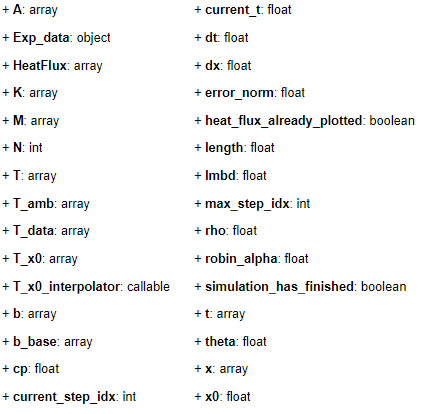 + A: array
+ Exp_data: object
+ HeatFlux: array
+ K: array
+ M: array
+ N: int
+ T: array
+ T_amb: array
+ T_data: array
+ T_x0: array
+ T_x0_interpolator: callable
+ b: array
+ b_base: array
+ cp: float
+ current_step_idx: int
+ current_t: float
+ dt: float
+ dx: float
+ error_norm: float
+ heat_flux_already_plotted: boolean
+ length: float
+ lmbd: float
+ max_step_idx: int
+ rho: float
+ robin_alpha: float
+ simulation_has_finished: boolean
+ t: array
+ theta: float
+ x: array
+ x0: float